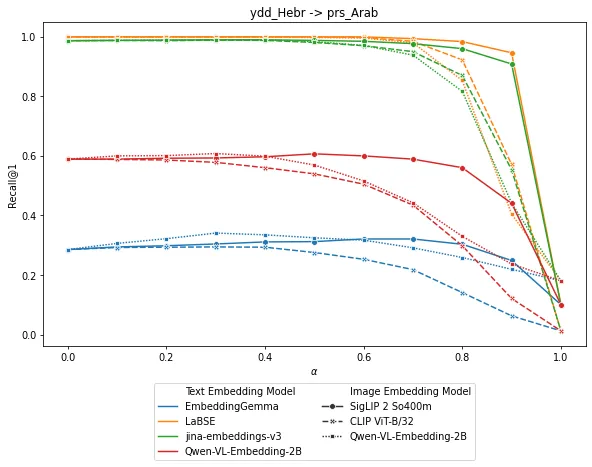 ydd_Hebr -> prs_Arab
Recall@1
1.0
0.8
0.6
0.4
0.2
0.0
0.0 0.2 0.4 0.6 0.8 1.0
α
Text Embedding Model
EmbeddingGemma
LaBSE
jina-embeddings-v3
Qwen-VL-Embedding-2B
Image Embedding Model
SigLIP 2 So400m
CLIP ViT-B/32
Qwen-VL-Embedding-2B